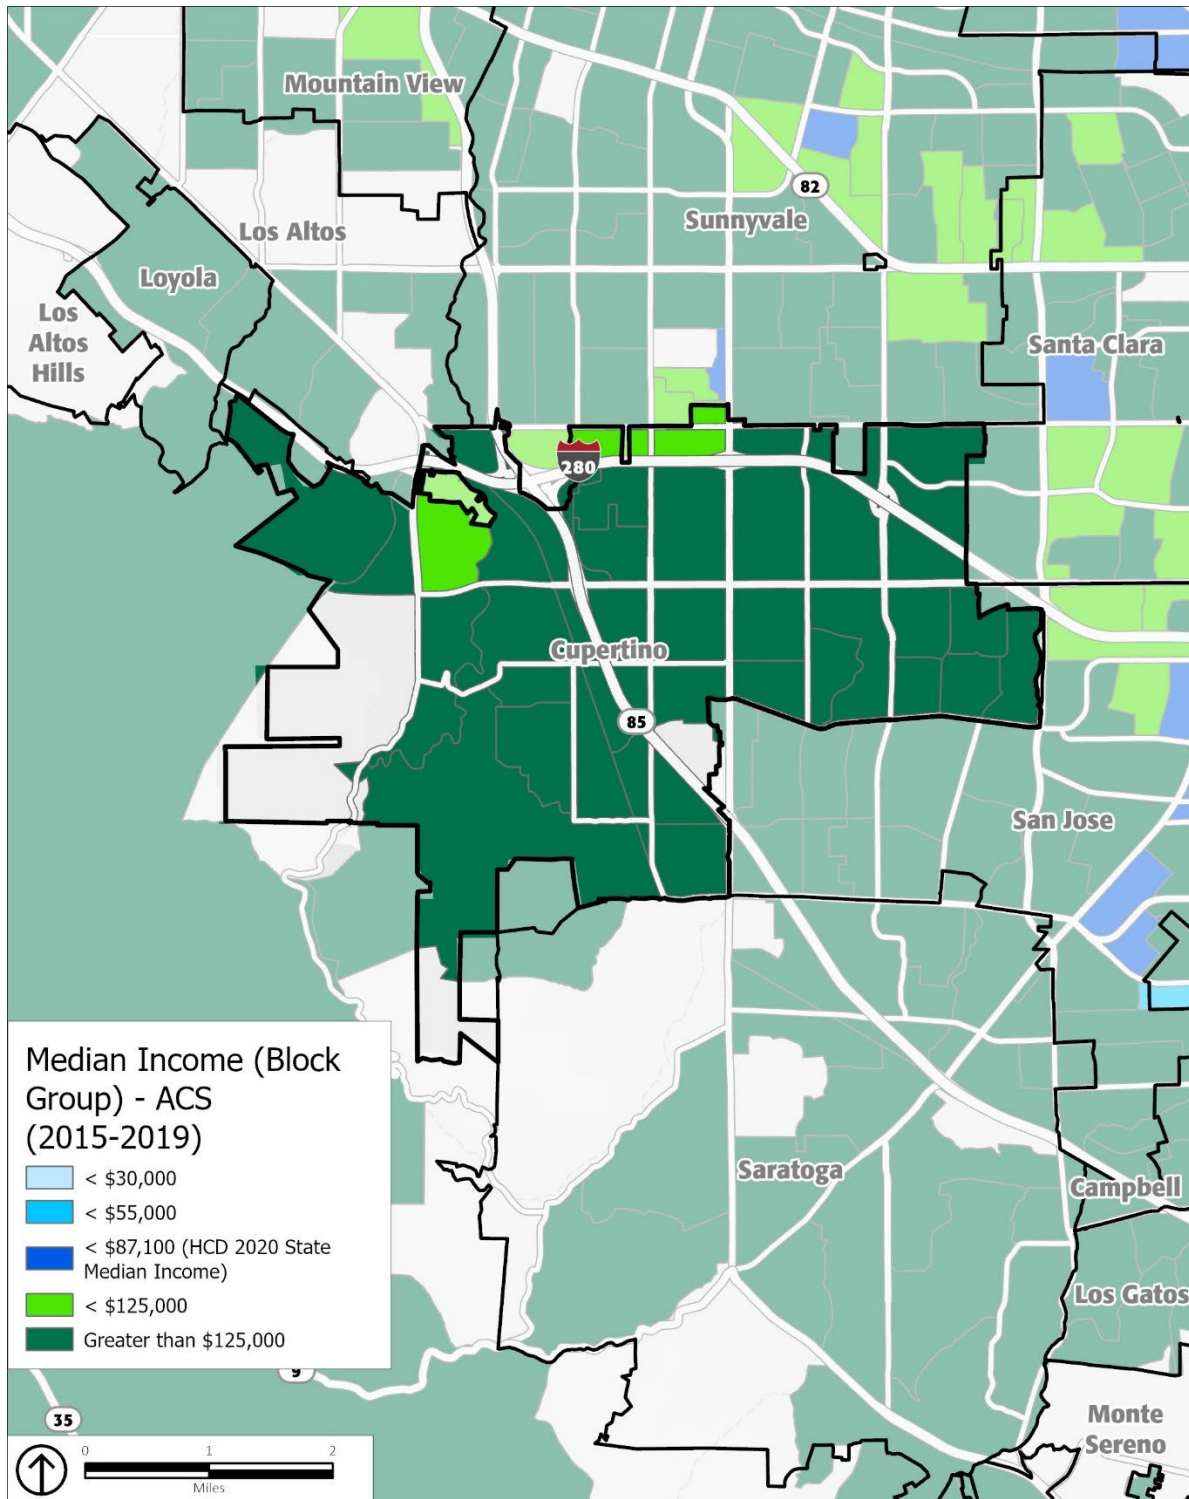 Mountain View
82
Sunnyvale
Los Altos
Loyola
Los
Altos
Hills
Santa Clara
280
Cupertino
85
San Jose
Saratoga
Campbell
Los Gatos
Monte
Sereno
Median Income (Block
Group) - ACS
(2015-2019)
< $30,000
< $55,000
< $87,100 (HCD 2020 State
Median Income)
< $125,000
Greater than $125,000
9
35
0 1 2
Miles